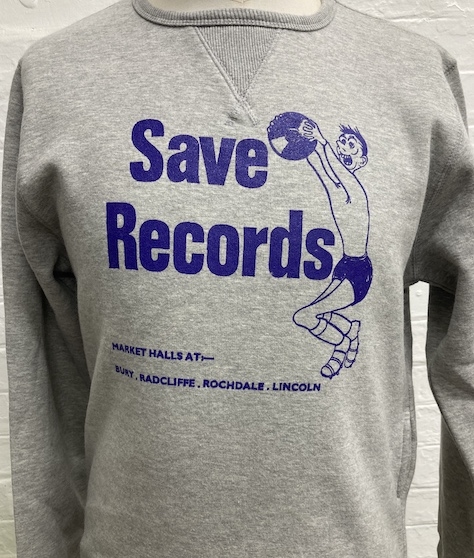 Save
Records
MARKET HALLS AT:—
BURY . RADCLIFFE . ROCHDALE . LINCOLN